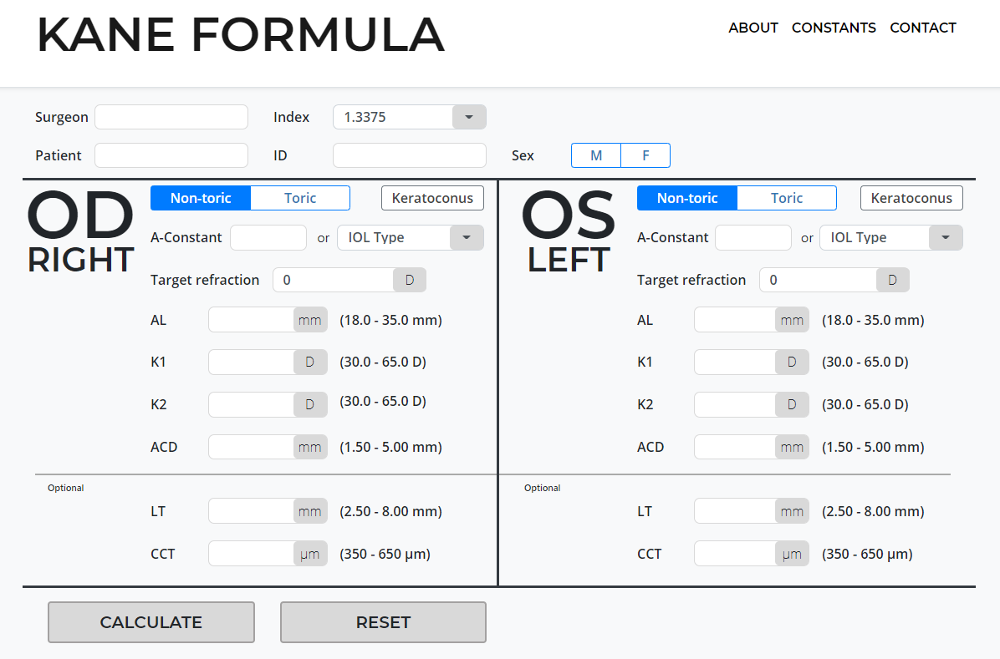 KANE FORMULA
ABOUT CONSTANTS CONTACT
Surgeon Index 1.3375
Patient ID Sex M F
OD
RIGHT
Non-toric Toric Keratoconus
A-Constant or IOL Type
Target refraction 0 D
AL mm (18.0 - 35.0 mm)
K1 D (30.0 - 65.0 D)
K2 D (30.0 - 65.0 D)
ACD mm (1.50 - 5.00 mm)
Optional
LT mm (2.50 - 8.00 mm)
CCT µm (350 - 650 µm)
OS
LEFT
Non-toric Toric Keratoconus
A-Constant or IOL Type
Target refraction 0 D
AL mm (18.0 - 35.0 mm)
K1 D (30.0 - 65.0 D)
K2 D (30.0 - 65.0 D)
ACD mm (1.50 - 5.00 mm)
Optional
LT mm (2.50 - 8.00 mm)
CCT µm (350 - 650 µm)
CALCULATE RESET